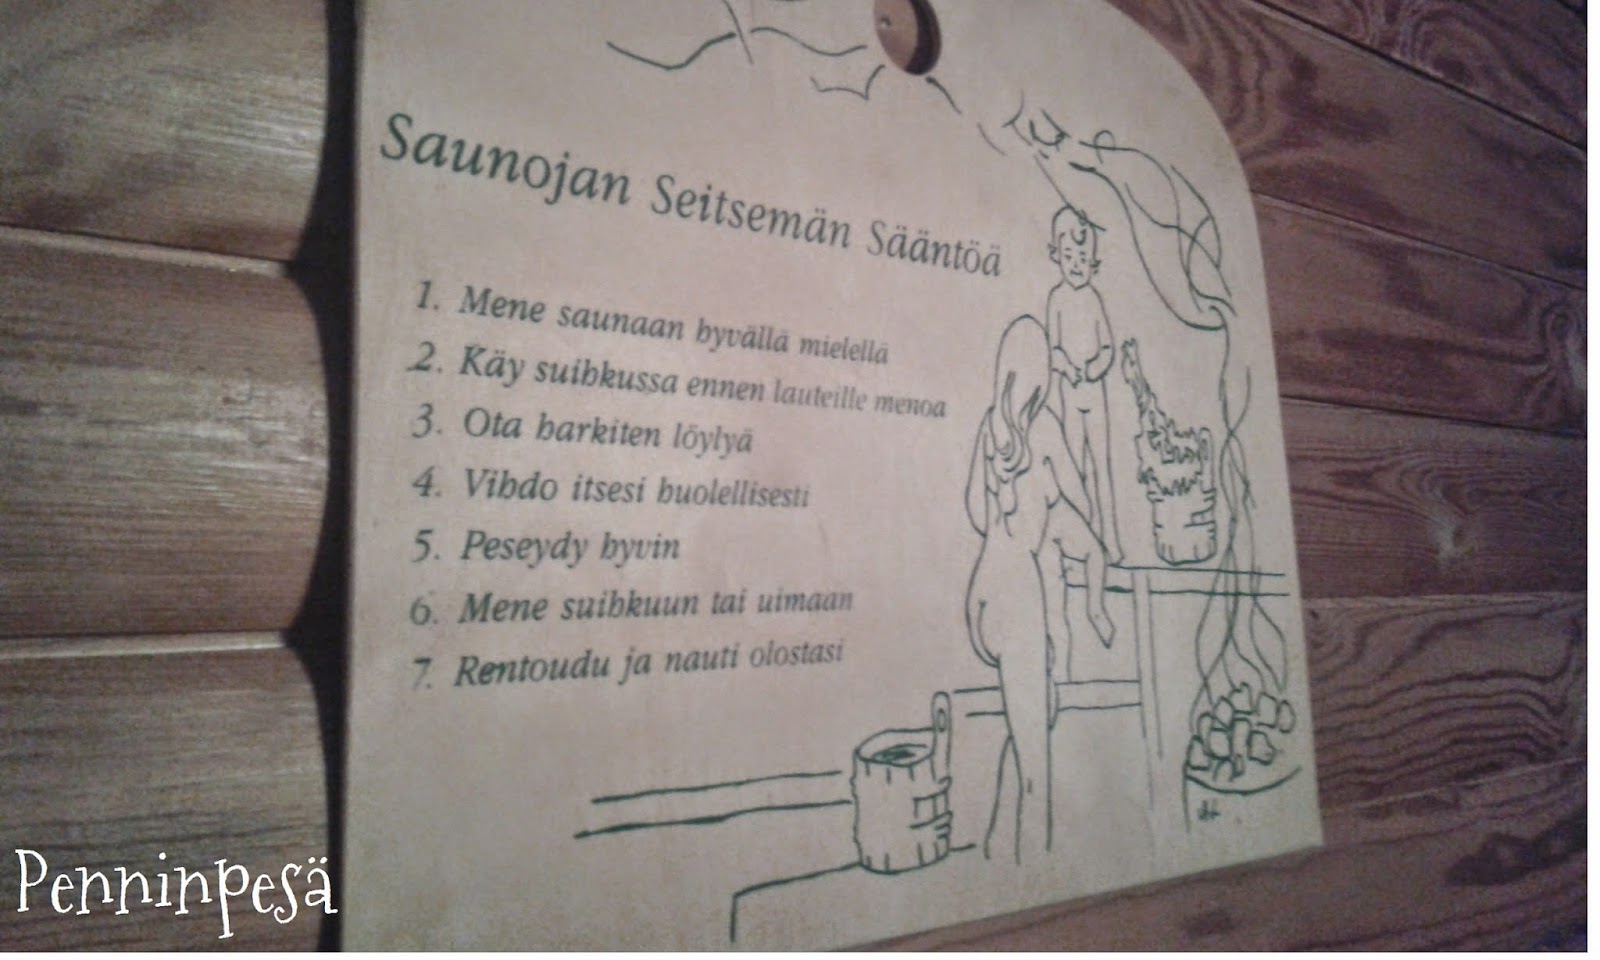 Saunojan Seitsemän Sääntöä
1. Mene saunaan hyvällä mielellä
2. Käy suihkussa ennen lauteille menoa
3. Ota harkiten löylyä
4. Vihdo itsesi huolellisesti
5. Peseydy hyvin
6. Mene suihkuun tai uimaan
7. Rentoudu ja nauti olostasi
Penninpesä